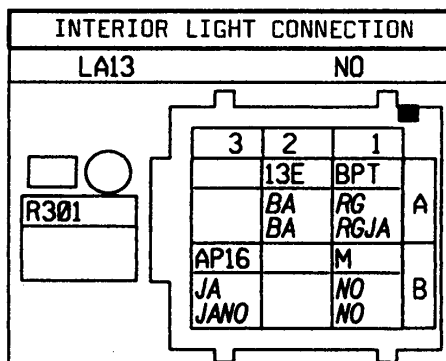 INTERIOR LIGHT CONNECTION
LA13 NO
3 2 1
13E BPT
R301
BA RG A
BA RGJA
AP16 M
JA NO B
JANO NO